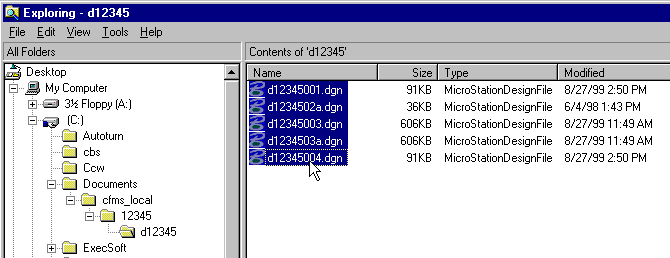 Exploring - d12345
File Edit View Tools Help
All Folders Contents of 'd12345'
Desktop
My Computer
3½ Floppy (A:)
(C:)
Autoturn
cbs
Ccw
Documents
cfms_local
12345
d12345
ExecSoft
Name Size Type Modified
d12345001.dgn 91KB MicroStationDesignFile 8/27/99 2:50 PM
d1234502a.dgn 36KB MicroStationDesignFile 6/4/98 1:43 PM
d12345003.dgn 606KB MicroStationDesignFile 8/27/99 11:49 AM
d1234503a.dgn 606KB MicroStationDesignFile 8/27/99 11:49 AM
d12345004.dgn 91KB MicroStationDesignFile 8/27/99 2:50 PM